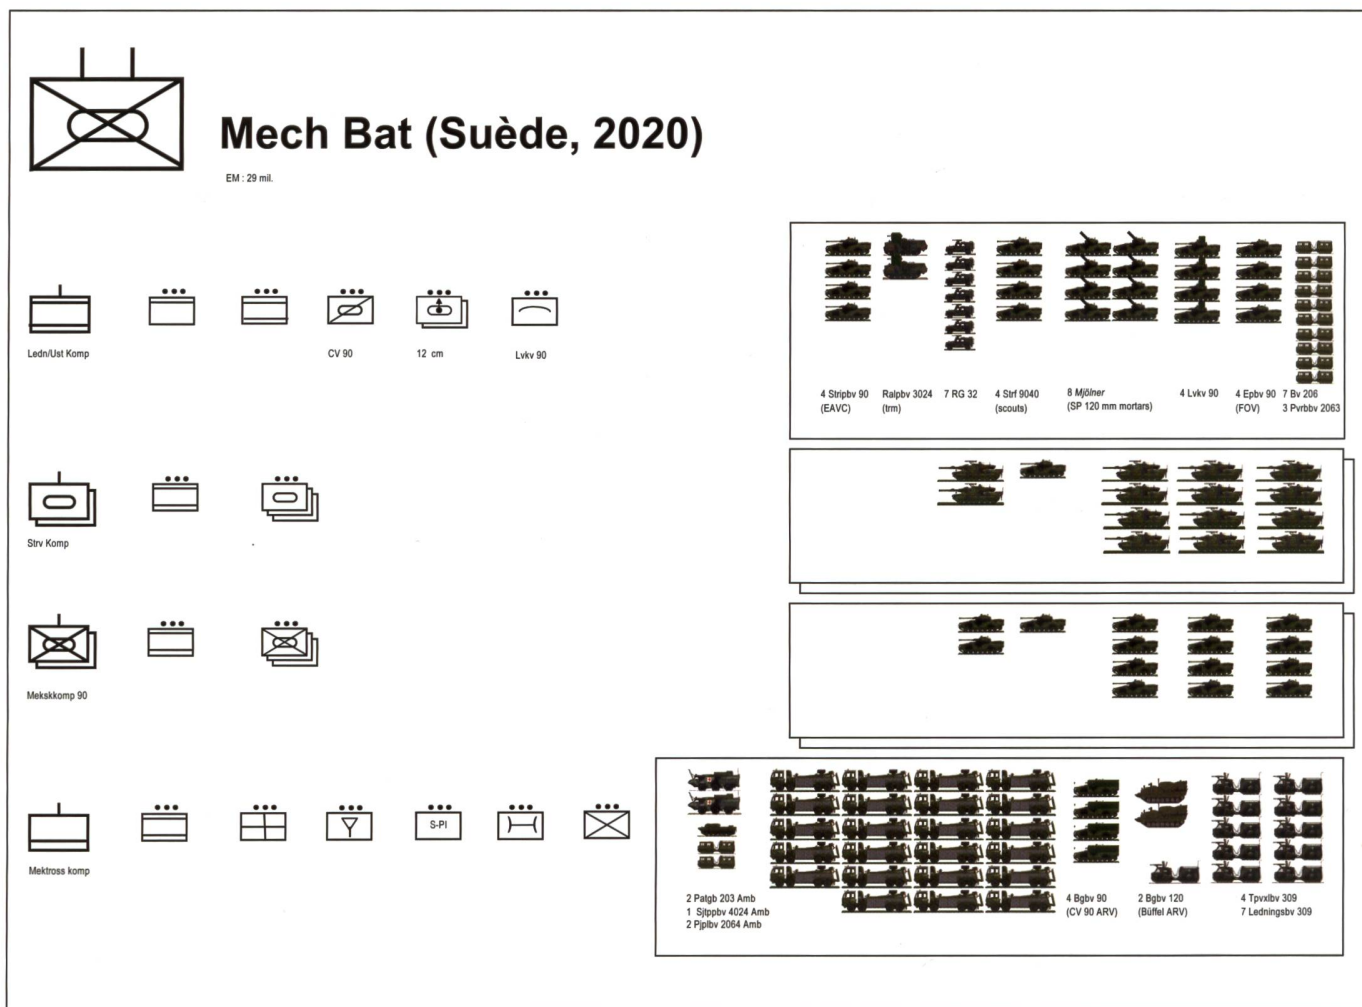 Mech Bat (Suède, 2020)
EM : 29 mil.
Ledn/Ust Komp
CV 90
12 cm
Lvkv 90
4 Stripbv 90
(EAVC)
Ralpbv 3024
(trm)
7 RG 32
4 Strf 9040
(scouts)
8 Mjölner
(SP 120 mm mortars)
4 Lvkv 90
4 Epbv 90
(FOV)
7 Bv 206
3 Pvrbbv 2063
Strv Komp
Mekskkomp 90
Mektross komp
S-PI
2 Patgb 203 Amb
1 Sjtppbv 4024 Amb
2 Pjplbv 2064 Amb
4 Bgbv 90
(CV 90 ARV)
2 Bgbv 120
(Büffel ARV)
4 Tpvxlbv 309
7 Ledningsbv 309